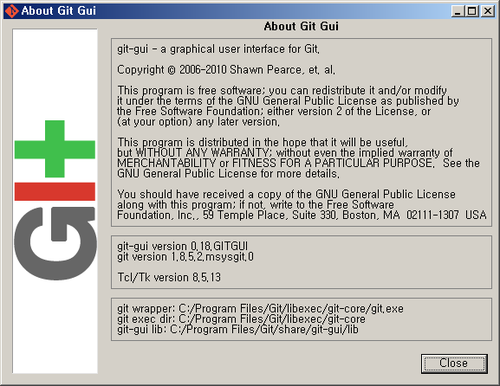 About Git Gui
About Git Gui
git-gui - a graphical user interface for Git.
Copyright © 2006-2010 Shawn Pearce, et. al.
This program is free software; you can redistribute it and/or modify
it under the terms of the GNU General Public License as published by
the Free Software Foundation; either version 2 of the License, or
(at your option) any later version.
This program is distributed in the hope that it will be useful,
but WITHOUT ANY WARRANTY; without even the implied warranty of
MERCHANTABILITY or FITNESS FOR A PARTICULAR PURPOSE.  See the
GNU General Public License for more details.
You should have received a copy of the GNU General Public License
along with this program; if not, write to the Free Software
Foundation, Inc., 59 Temple Place, Suite 330, Boston, MA  02111-1307  USA
git-gui version 0.18.GITGUI
git version 1.8.5.2.msysgit.0
Tcl/Tk version 8.5.13
git wrapper: C:/Program Files/Git/libexec/git-core/git.exe
git exec dir: C:/Program Files/Git/libexec/git-core
git-gui lib: C:/Program Files/Git/share/git-gui/lib
Close
GIt